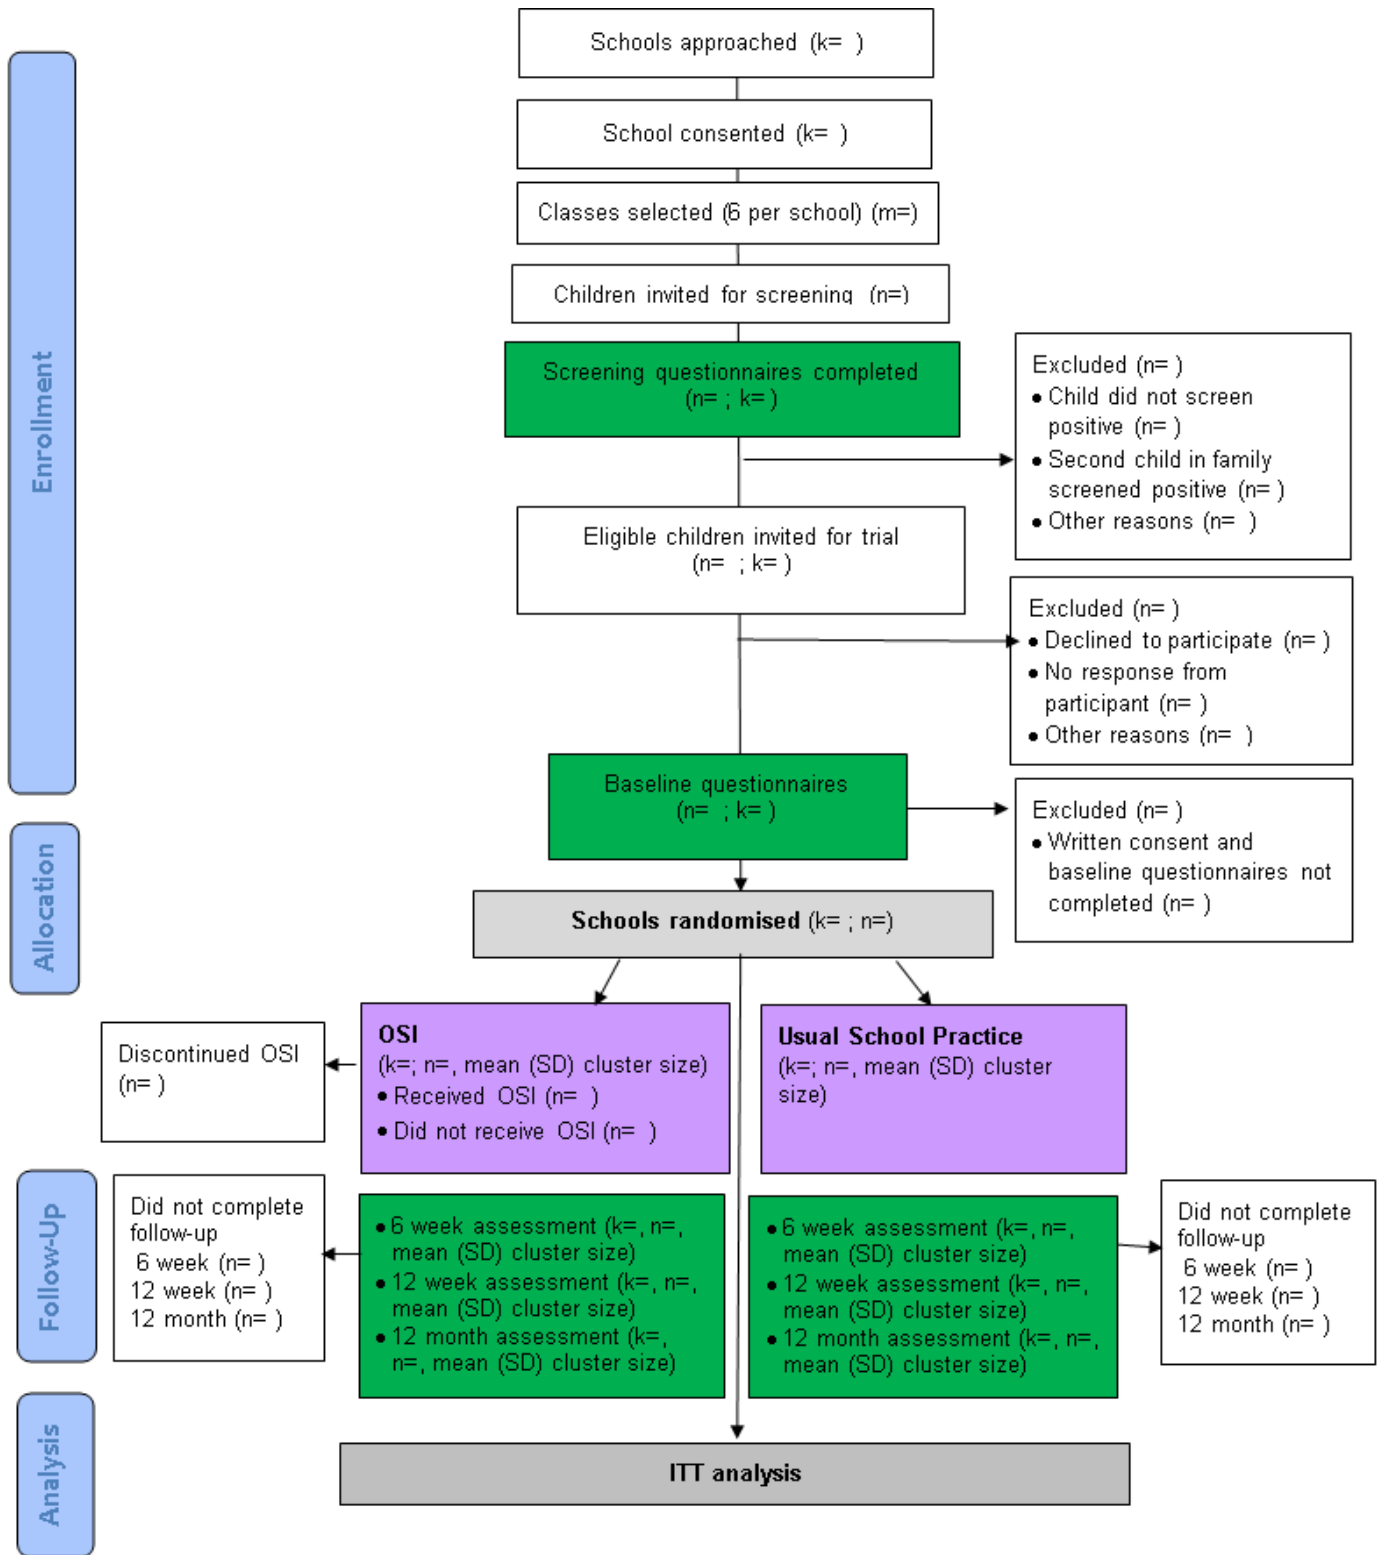 Schools approached (k= )
School consented (k= )
Classes selected (6 per school) (m=)
Children invited for screening (n=)
Enrollment
Screening questionnaires completed
(n= ; k= )
Excluded (n= )
• Child did not screen
positive (n= )
• Second child in family
screened positive (n= )
• Other reasons (n= )
Eligible children invited for trial
(n= ; k= )
Excluded (n= )
• Declined to participate (n= )
• No response from
participant (n= )
• Other reasons (n= )
Baseline questionnaires
(n= ; k= )
Excluded (n= )
• Written consent and
baseline questionnaires not
completed (n= )
Allocation
Schools randomised (k= ; n=)
Discontinued OSI
(n= )
OSI
(k=; n=, mean (SD) cluster size)
• Received OSI (n= )
• Did not receive OSI (n= )
Usual School Practice
(k=; n=, mean (SD) cluster
size)
Follow-Up
Did not complete
follow-up
6 week (n= )
12 week (n= )
12 month (n= )
• 6 week assessment (k=, n=,
mean (SD) cluster size)
• 12 week assessment (k=, n=,
mean (SD) cluster size)
• 12 month assessment (k=,
n=, mean (SD) cluster size)
• 6 week assessment (k=, n=,
mean (SD) cluster size)
• 12 week assessment (k=, n=,
mean (SD) cluster size)
• 12 month assessment (k=, n=,
mean (SD) cluster size)
Did not complete
follow-up
6 week (n= )
12 week (n= )
12 month (n= )
Analysis
ITT analysis